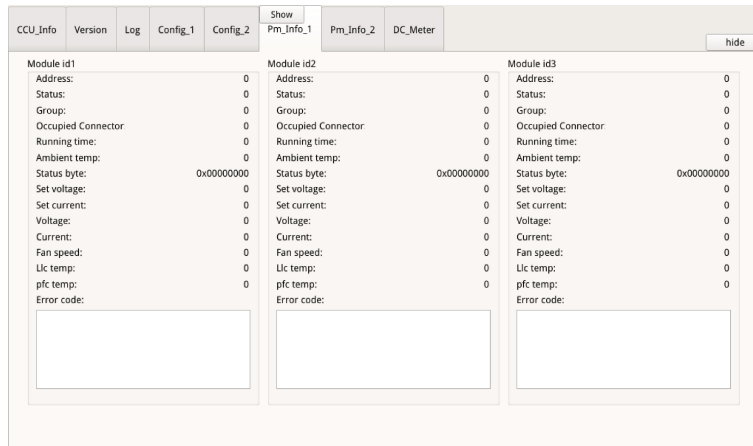 Show
CCU_Info Version Log Config_1 Config_2 Pm_Info_1 Pm_Info_2 DC_Meter
hide
Module id1 Module id2 Module id3
Address: 0 Address: 0 Address: 0
Status: 0 Status: 0 Status: 0
Group: 0 Group: 0 Group: 0
Occupied Connector 0 Occupied Connector: 0 Occupied Connector 0
Running time: 0 Running time: 0 Running time: 0
Ambient temp: 0 Ambient temp: 0 Ambient temp: 0
Status byte: 0x00000000 Status byte: 0x00000000 Status byte: 0x00000000
Set voltage: 0 Set voltage: 0 Set voltage: 0
Set current: 0 Set current: 0 Set current: 0
Voltage: 0 Voltage: 0 Voltage: 0
Current: 0 Current: 0 Current: 0
Fan speed: 0 Fan speed: 0 Fan speed: 0
Llc temp: 0 Llc temp: 0 Llc temp: 0
pfc temp: 0 pfc temp: 0 pfc temp: 0
Error code: Error code: Error code: